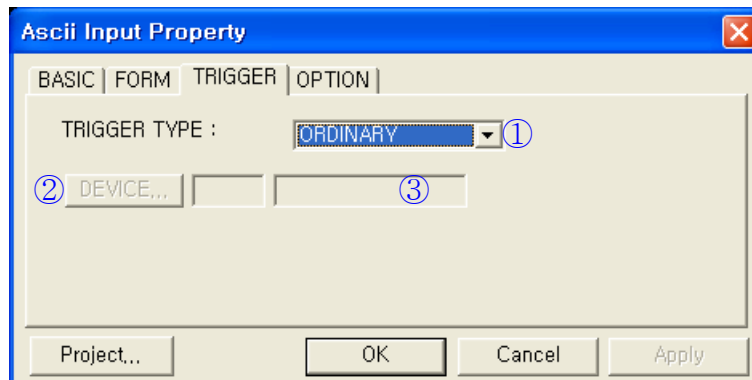 Ascii Input Property
BASIC FORM TRIGGER OPTION
TRIGGER TYPE : ORDINARY ①
② DEVICE,,, ③
Project,,, OK Cancel Apply